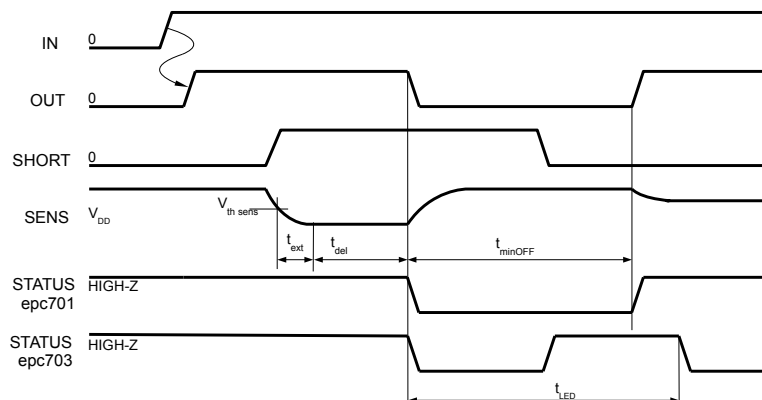 IN
0
OUT
0
SHORT
0
SENS
V_DD
V_th sens
t_ext
t_del
t_minOFF
STATUS
epc701
HIGH-Z
STATUS
epc703
HIGH-Z
t_LED